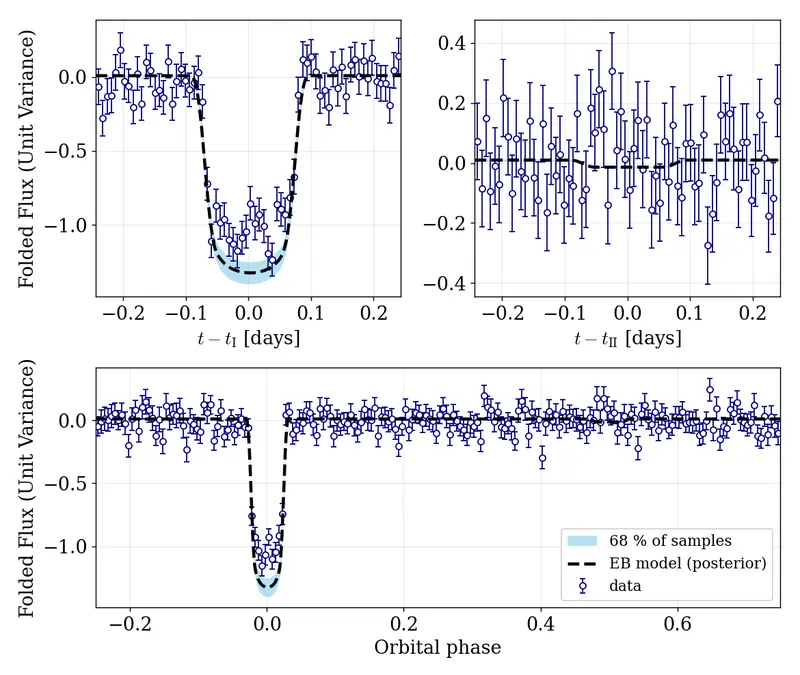 Folded Flux (Unit Variance)
0.0
−0.5
−1.0
−0.2 −0.1 0.0 0.1 0.2
t − tI [days]
0.4
0.2
0.0
−0.2
−0.4
−0.2 −0.1 0.0 0.1 0.2
t − tII [days]
Folded Flux (Unit Variance)
0.0
−0.5
−1.0
68 % of samples
EB model (posterior)
data
−0.2 0.0 0.2 0.4 0.6
Orbital phase